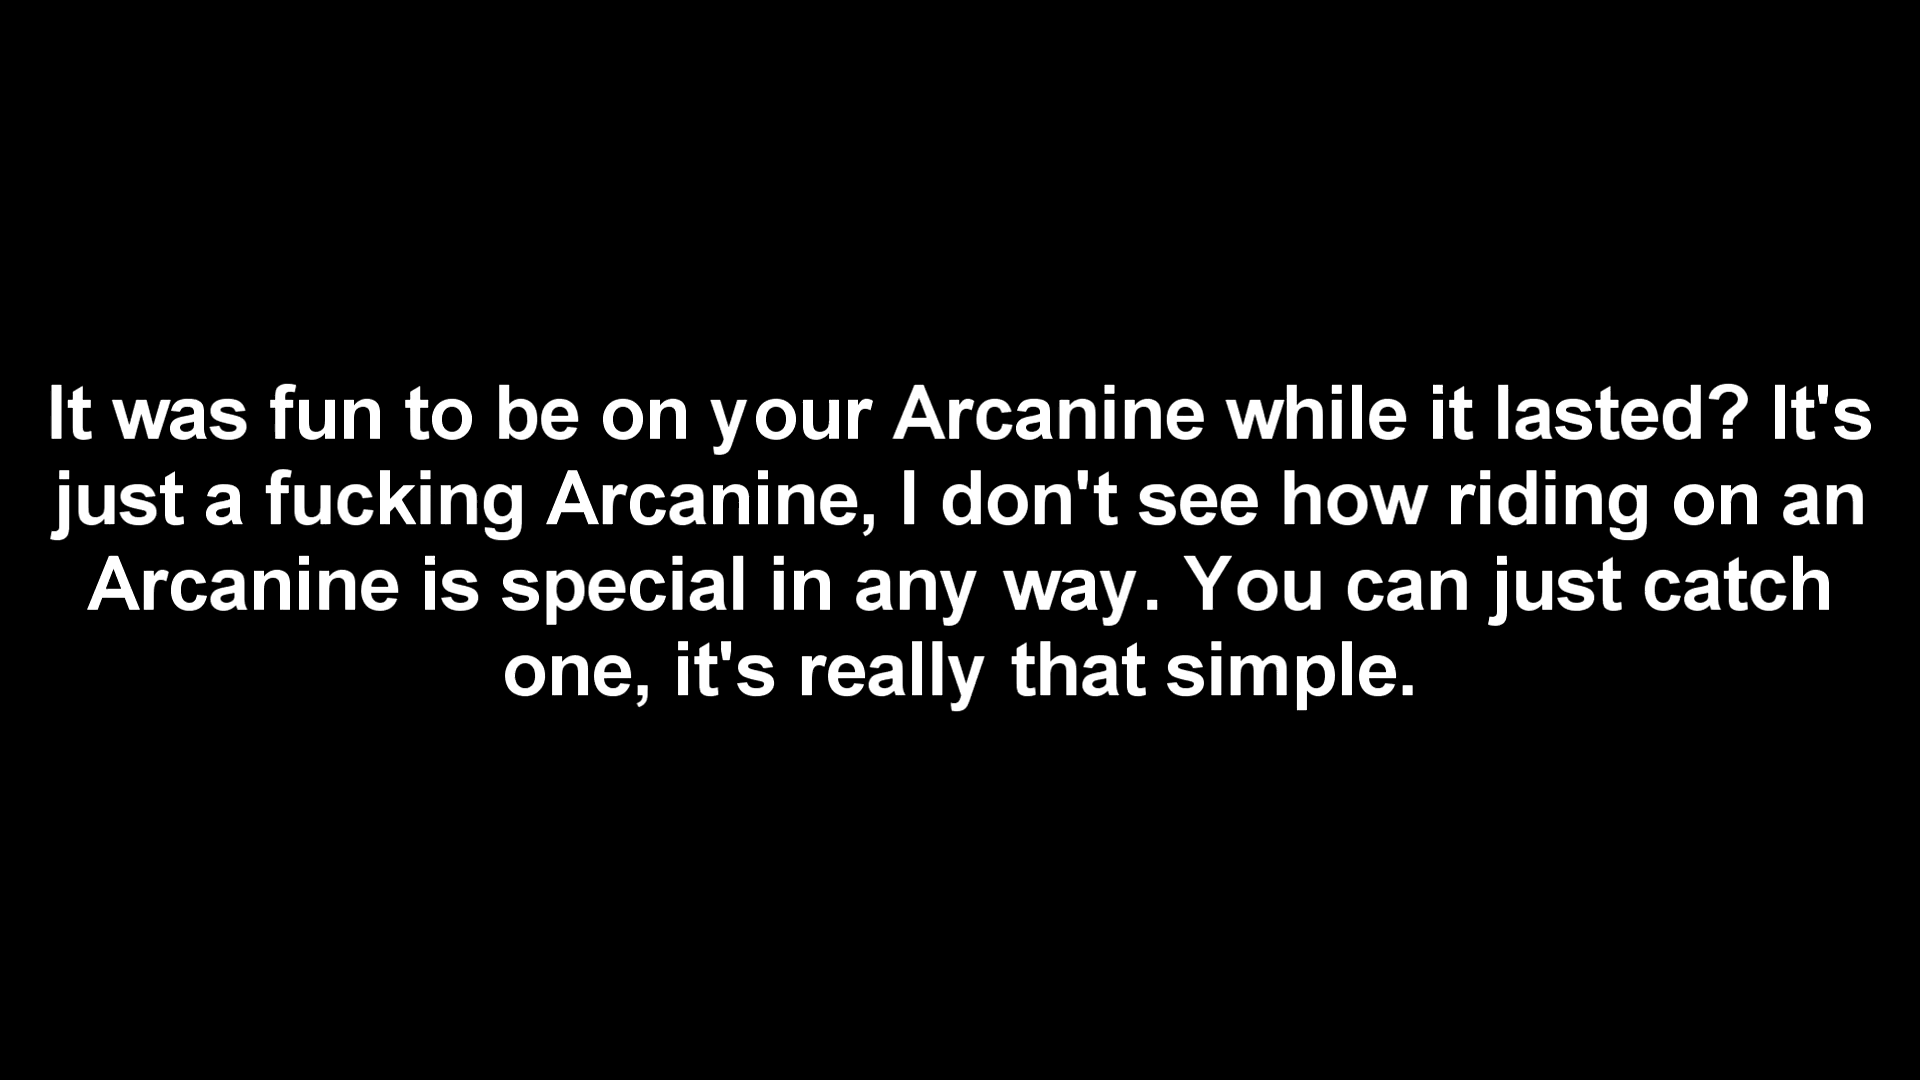 It was fun to be on your Arcanine while it lasted? It's
just a fucking Arcanine, I don't see how riding on an
Arcanine is special in any way. You can just catch
one, it's really that simple.